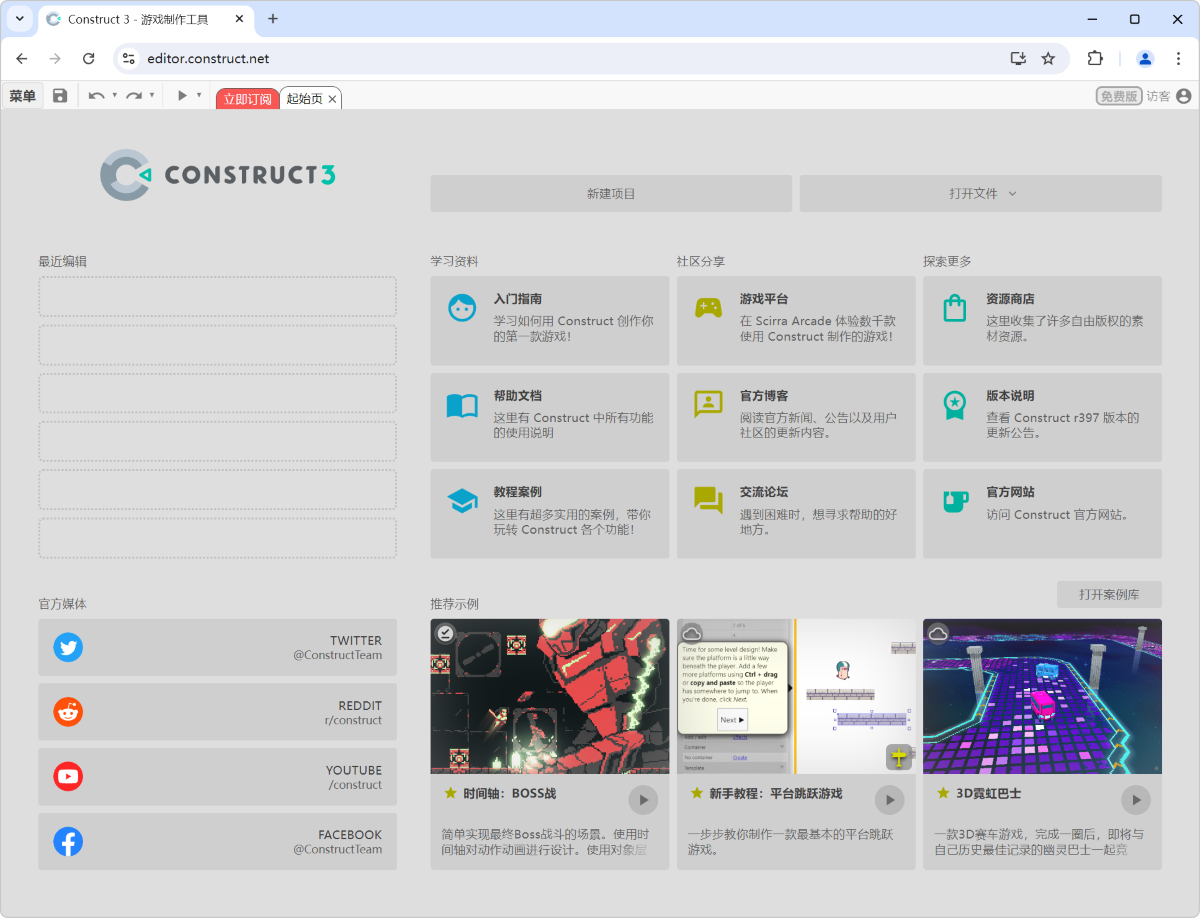 Construct 3 - 游戏制作工具
editor.construct.net
菜单
立即订阅
起始页
免费版
访客
CONSTRUCT3
新建项目
打开文件
最近编辑
学习资料
社区分享
探索更多
入门指南
学习如何用 Construct 创作你
的第一款游戏！
游戏平台
在 Scirra Arcade 体验数千款
使用 Construct 制作的游戏！
资源商店
这里收集了许多自由版权的素
材资源。
帮助文档
这里有 Construct 中所有功能
的使用说明
官方博客
阅读官方新闻、公告以及用户
社区的更新内容。
版本说明
查看 Construct r397 版本的
更新公告。
教程案例
这里有超多实用的案例，带你
玩转 Construct 各个功能！
交流论坛
遇到困难时，想寻求帮助的好
地方。
官方网站
访问 Construct 官方网站。
官方媒体
推荐示例
打开案例库
TWITTER
@ConstructTeam
REDDIT
r/construct
YOUTUBE
/construct
FACEBOOK
@ConstructTeam
Time for some level design! Make
sure the platform is a little way
beneath the player. Add a few
more platforms using Ctrl + drag
or copy and paste so the player
has somewhere to jump to. When
you're done, click Next.
Next
Container
No container
Create
Template
时间轴：BOSS战
简单实现最终Boss战斗的场景。使用时
间轴对动作动画进行设计。使用对象层
新手教程：平台跳跃游戏
一步步教你制作一款最基本的平台跳跃
游戏。
3D霓虹巴士
一款3D赛车游戏，完成一圈后，即将与
自己历史最佳记录的幽灵巴士一起竞